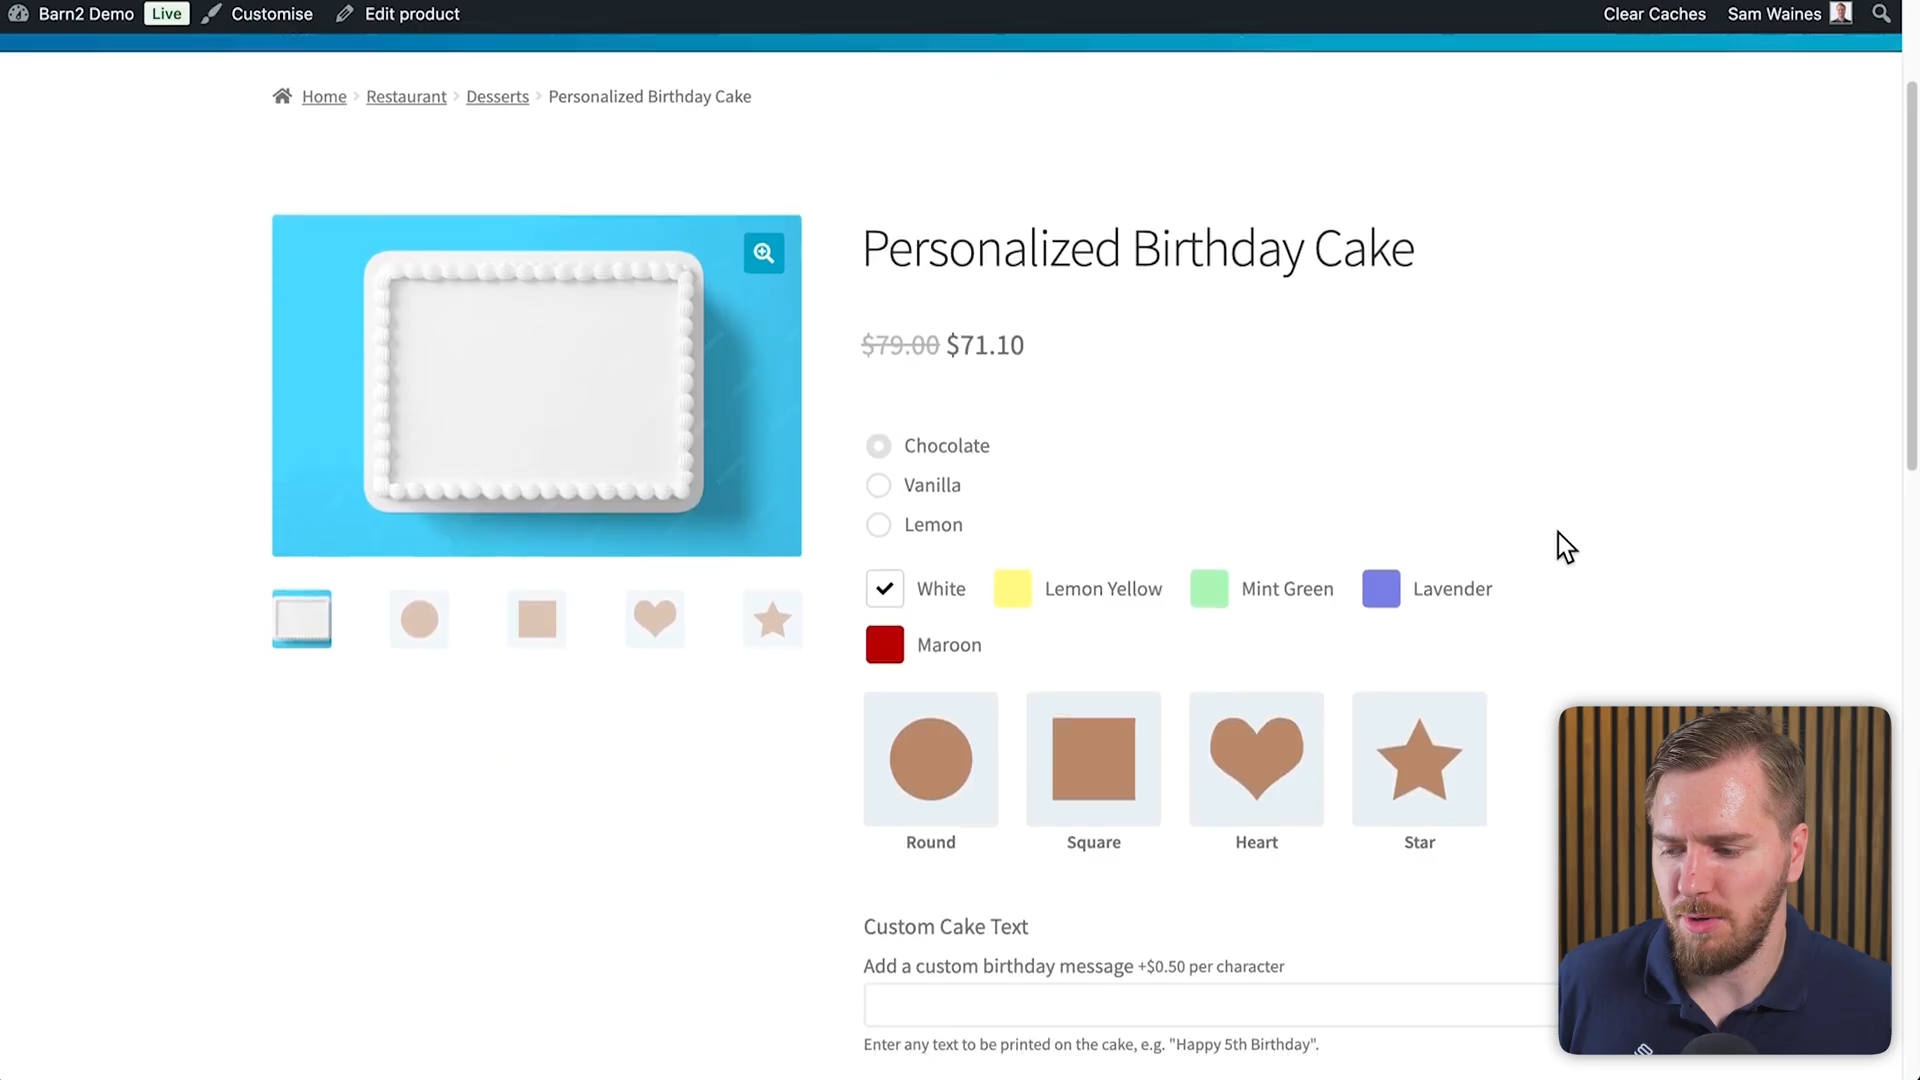 Barn2 Demo Live Customise Edit product Clear Caches Sam Waines
Home Restaurant Desserts Personalized Birthday Cake
Personalized Birthday Cake
$79.00 $71.10
Chocolate
Vanilla
Lemon
White Lemon Yellow Mint Green Lavender
Maroon
Round Square Heart Star
Custom Cake Text
Add a custom birthday message +$0.50 per character
Enter any text to be printed on the cake, e.g. "Happy 5th Birthday".